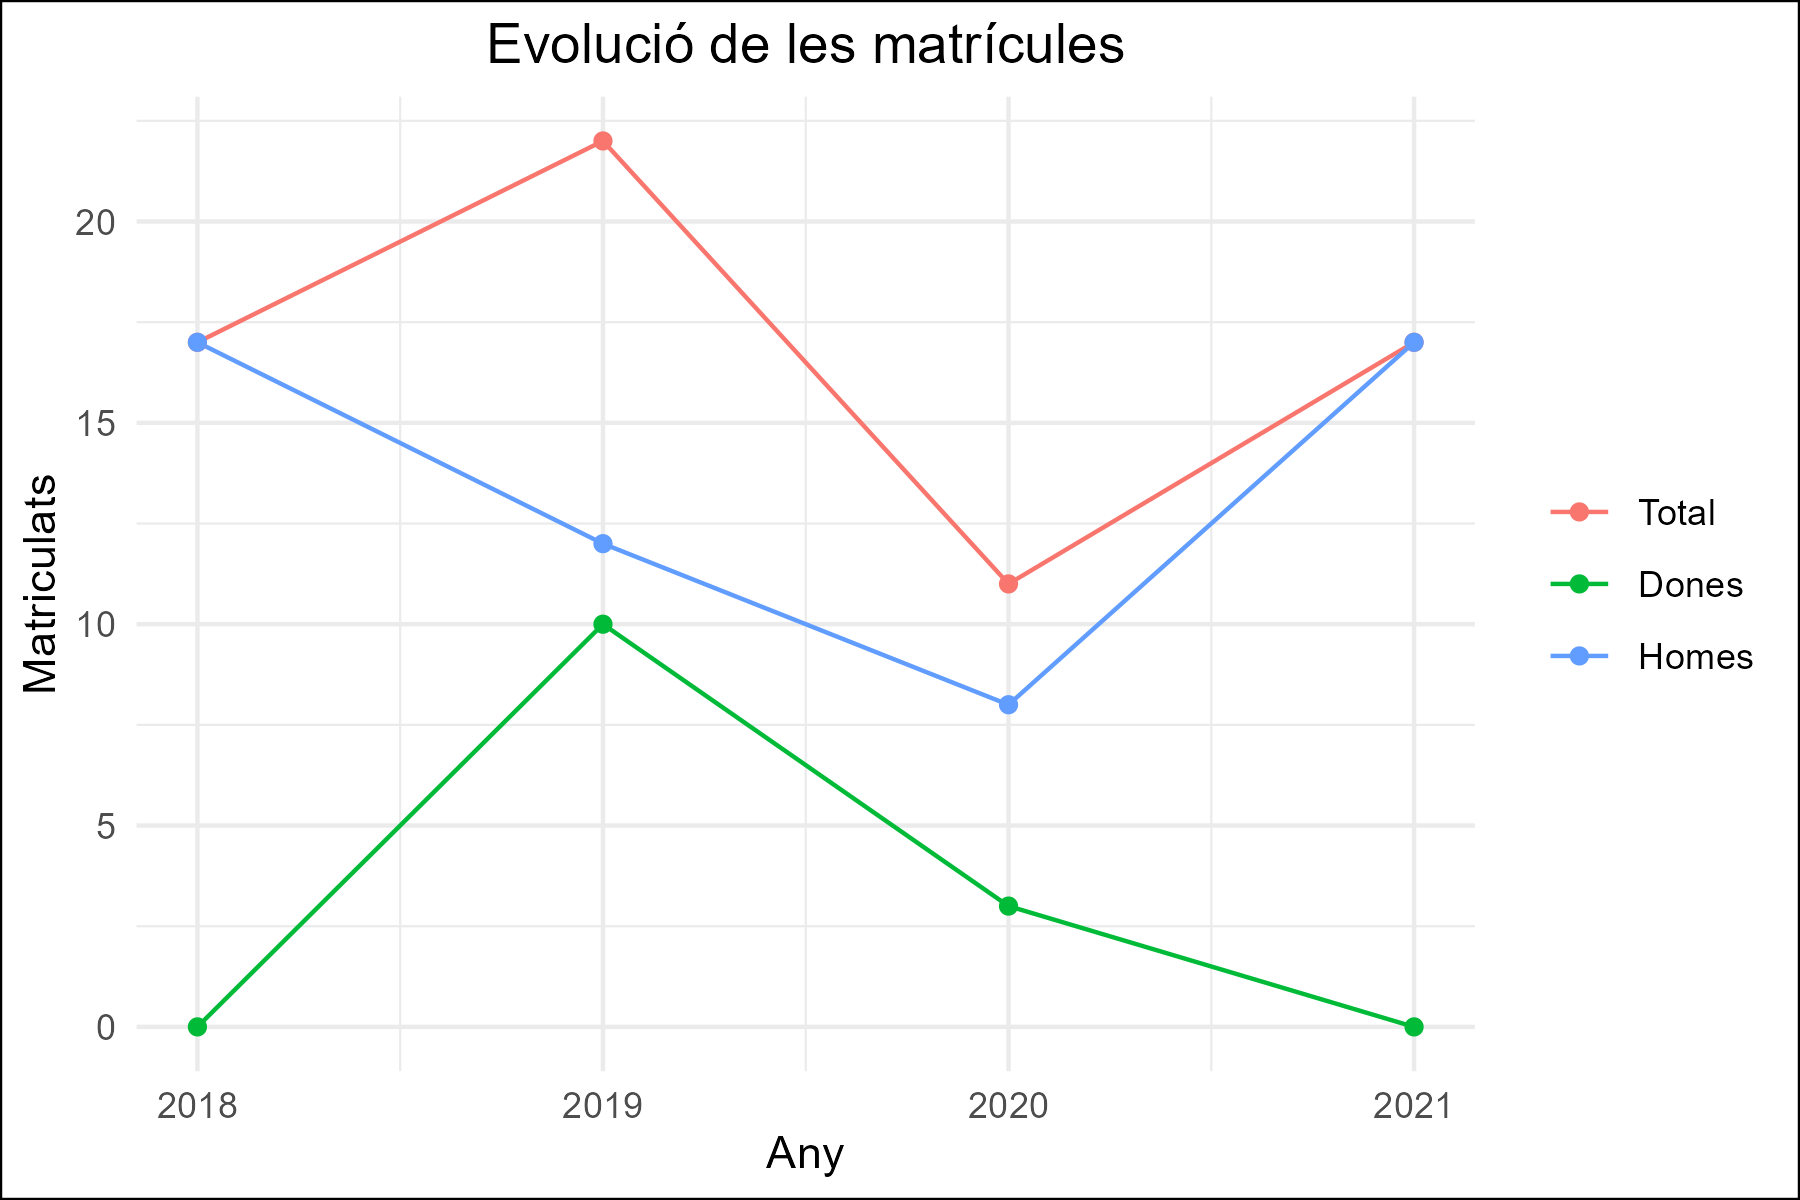 Evolució de les matrícules
Matriculats
20
15
10
5
0
2018
2019
2020
2021
Any
Total
Dones
Homes